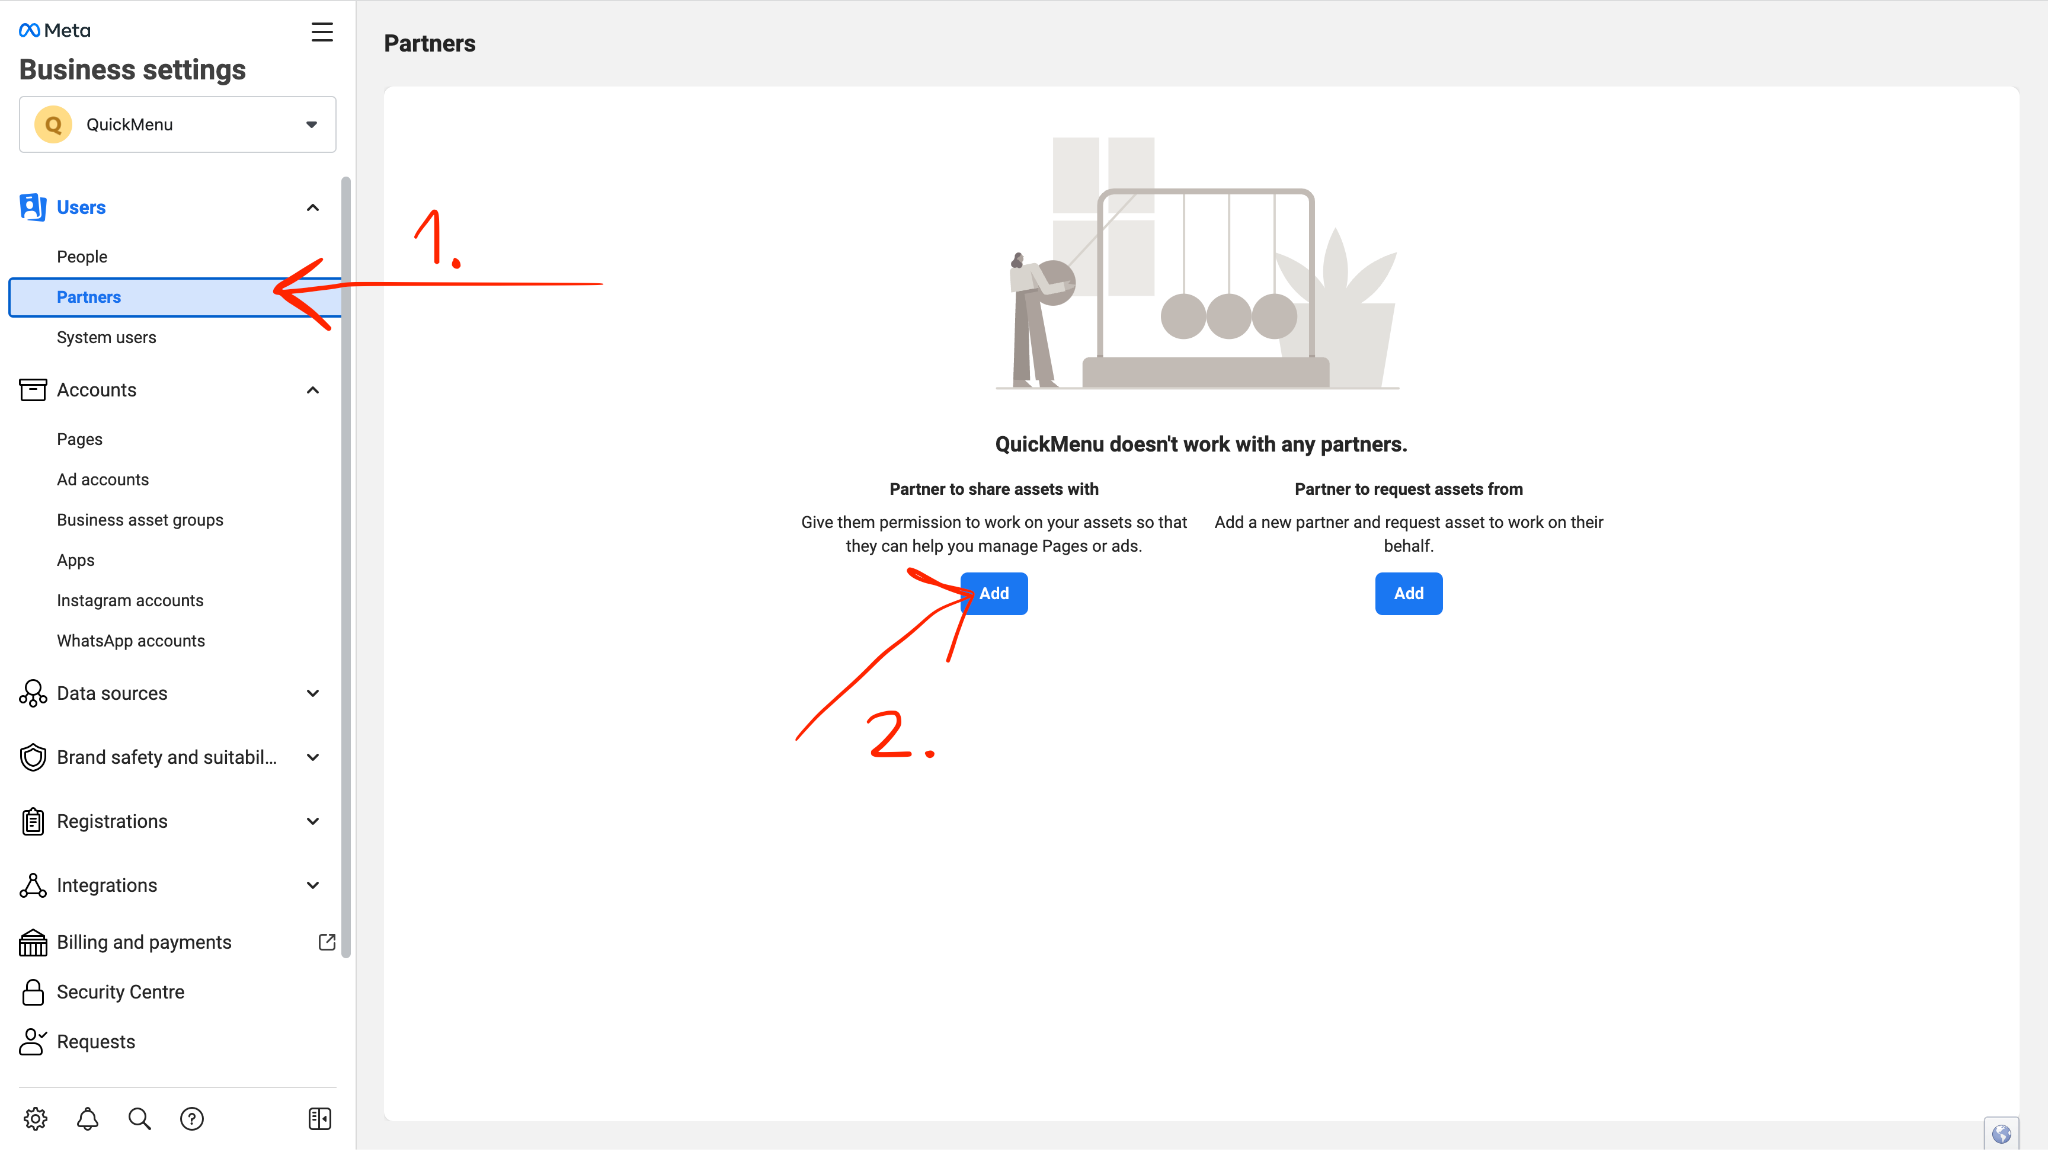 Meta
Business settings
Q QuickMenu
Users
People
Partners
System users
Accounts
Pages
Ad accounts
Business asset groups
Apps
Instagram accounts
WhatsApp accounts
Data sources
Brand safety and suitabil...
Registrations
Integrations
Billing and payments
Security Centre
Requests
Partners
1.
QuickMenu doesn't work with any partners.
Partner to share assets with
Give them permission to work on your assets so that
they can help you manage Pages or ads.
Add
Partner to request assets from
Add a new partner and request asset to work on their
behalf.
Add
2.